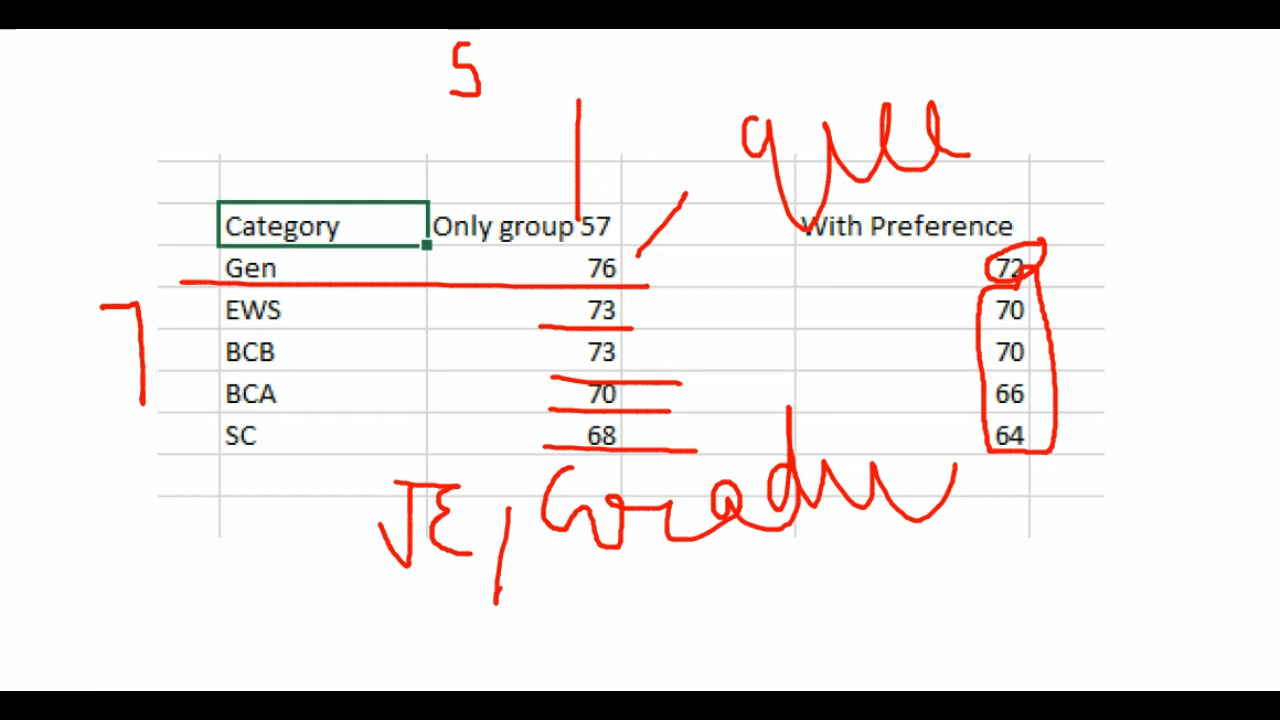 5
Category Only group 57 With Preference
Gen 76 72
EWS 73 70
BCB 73 70
BCA 70 66
SC 68 64
JE,